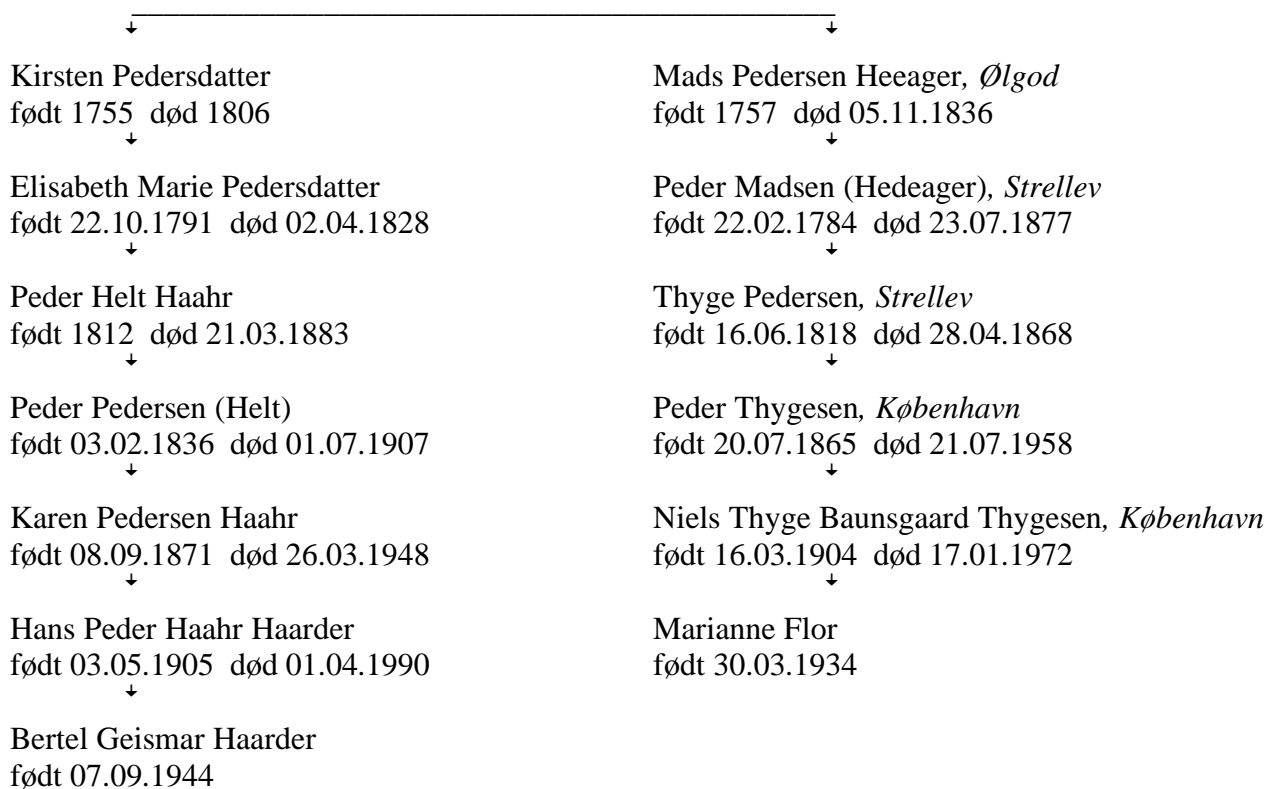 Kirsten Pedersdatter
født 1755 død 1806
Elisabeth Marie Pedersdatter
født 22.10.1791 død 02.04.1828
Peder Helt Haahr
født 1812 død 21.03.1883
Peder Pedersen (Helt)
født 03.02.1836 død 01.07.1907
Karen Pedersen Haahr
født 08.09.1871 død 26.03.1948
Hans Peder Haahr Haarder
født 03.05.1905 død 01.04.1990
Bertel Geismar Haarder
født 07.09.1944
Mads Pedersen Heeager, Ølgod
født 1757 død 05.11.1836
Peder Madsen (Hedeager), Strellev
født 22.02.1784 død 23.07.1877
Thyge Pedersen, Strellev
født 16.06.1818 død 28.04.1868
Peder Thygesen, København
født 20.07.1865 død 21.07.1958
Niels Thyge Baunsgaard Thygesen, København
født 16.03.1904 død 17.01.1972
Marianne Flor
født 30.03.1934